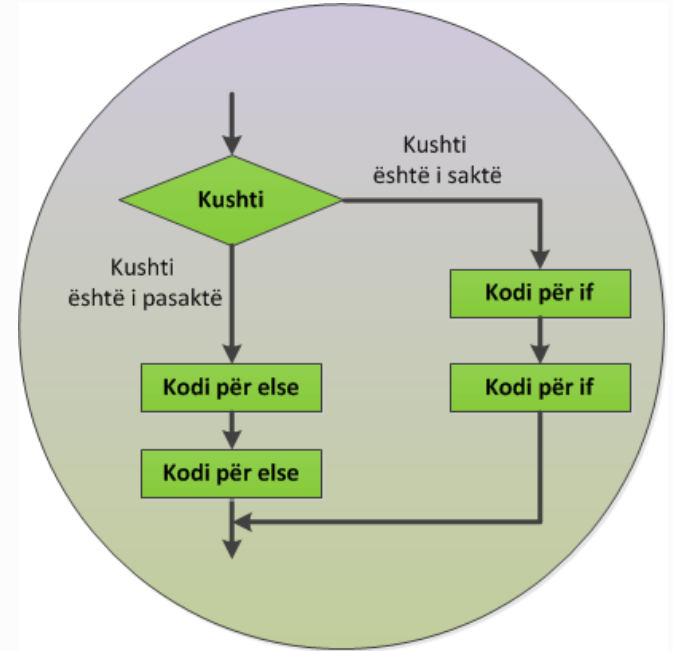 Kushti
është i saktë
Kushti
Kushti
është i pasaktë
Kodi për if
Kodi për else
Kodi për if
Kodi për else